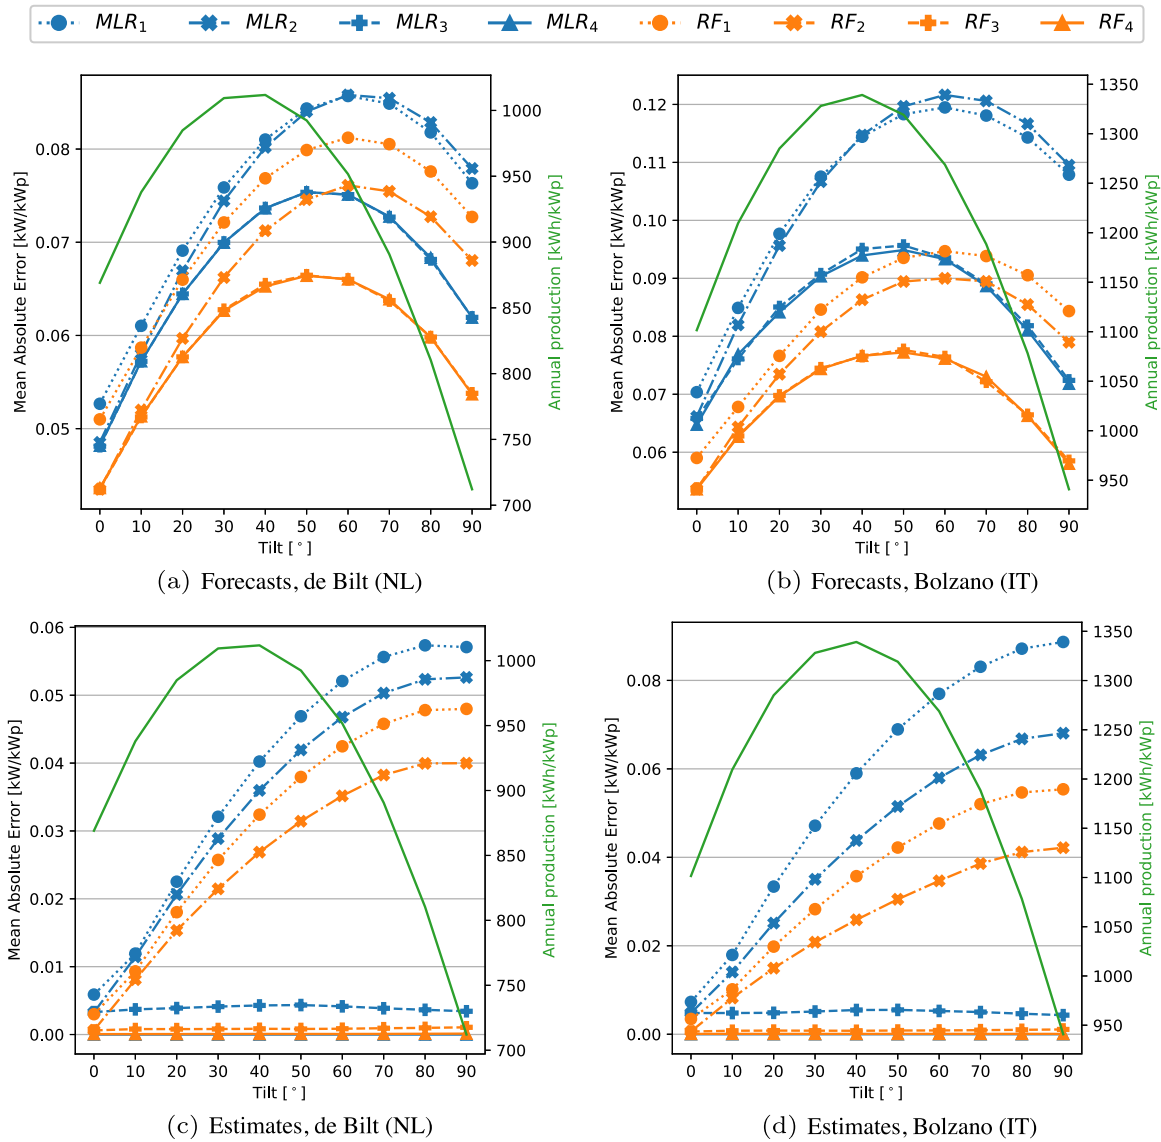 MLR1 MLR2 MLR3 MLR4 RF1 RF2 RF3 RF4
Mean Absolute Error [kW/kWp]
0.08
0.07
0.06
0.05
0 10 20 30 40 50 60 70 80 90
Tilt [°]
1000
950
900
850
800
750
700
Annual production [kWh/kWp]
(a) Forecasts, de Bilt (NL)
Mean Absolute Error [kW/kWp]
0.12
0.11
0.10
0.09
0.08
0.07
0.06
0 10 20 30 40 50 60 70 80 90
Tilt [°]
1350
1300
1250
1200
1150
1100
1050
1000
950
Annual production [kWh/kWp]
(b) Forecasts, Bolzano (IT)
Mean Absolute Error [kW/kWp]
0.06
0.05
0.04
0.03
0.02
0.01
0.00
0 10 20 30 40 50 60 70 80 90
Tilt [°]
1000
950
900
850
800
750
700
Annual production [kWh/kWp]
(c) Estimates, de Bilt (NL)
Mean Absolute Error [kW/kWp]
0.08
0.06
0.04
0.02
0.00
0 10 20 30 40 50 60 70 80 90
Tilt [°]
1350
1300
1250
1200
1150
1100
1050
1000
950
Annual production [kWh/kWp]
(d) Estimates, Bolzano (IT)